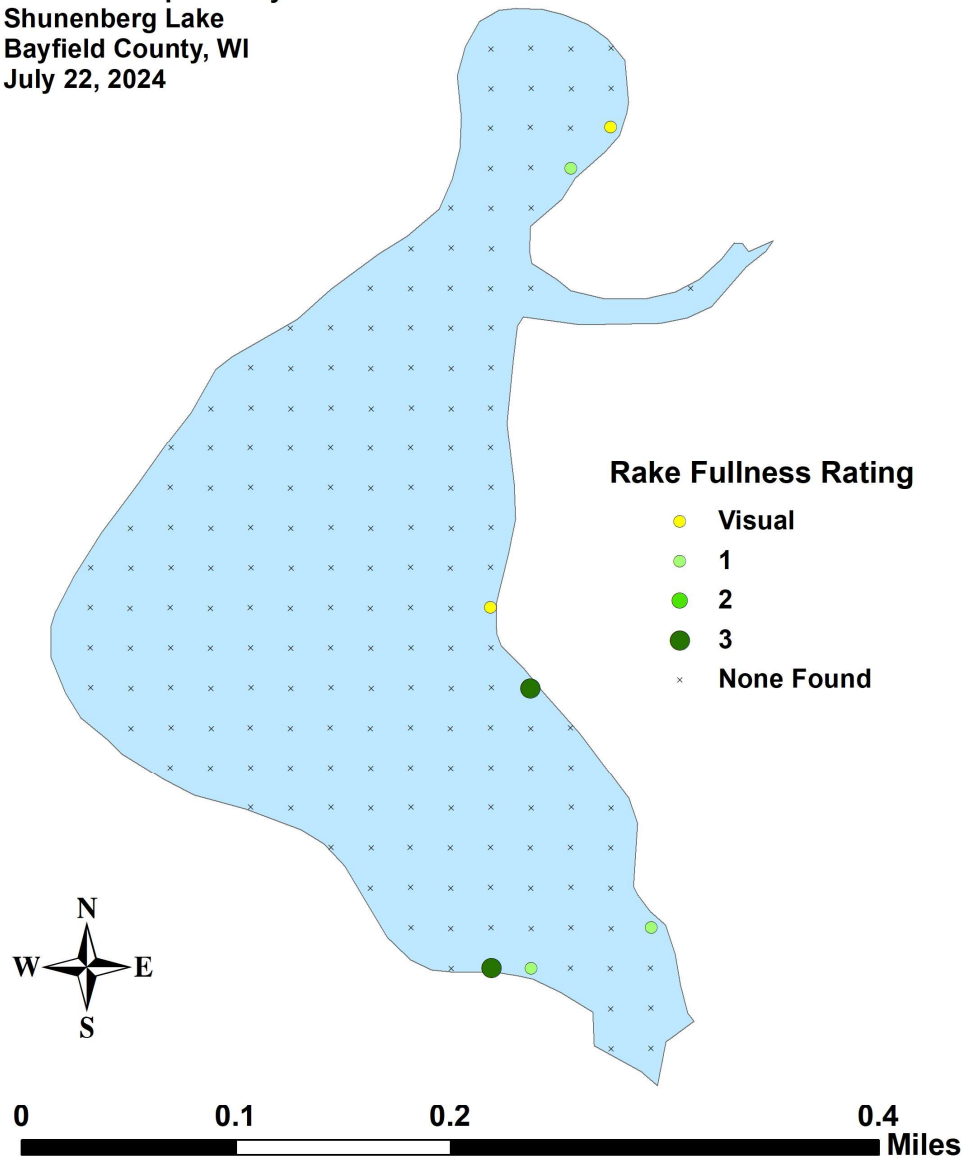 Shunenberg Lake
Bayfield County, WI
July 22, 2024
Rake Fullness Rating
Visual
1
2
3
None Found
N
W E
S
0 0.1 0.2 0.4
Miles